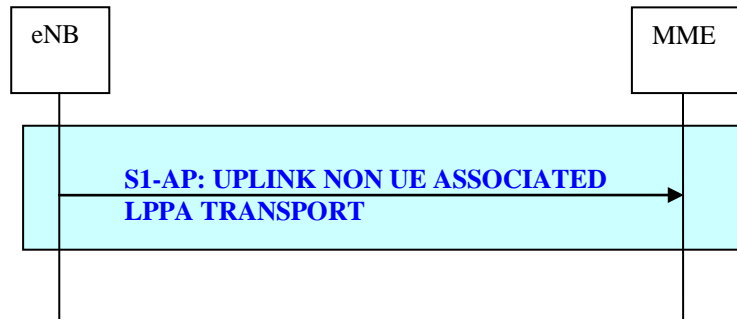 eNB
MME
S1-AP: UPLINK NON UE ASSOCIATED
LPPA TRANSPORT